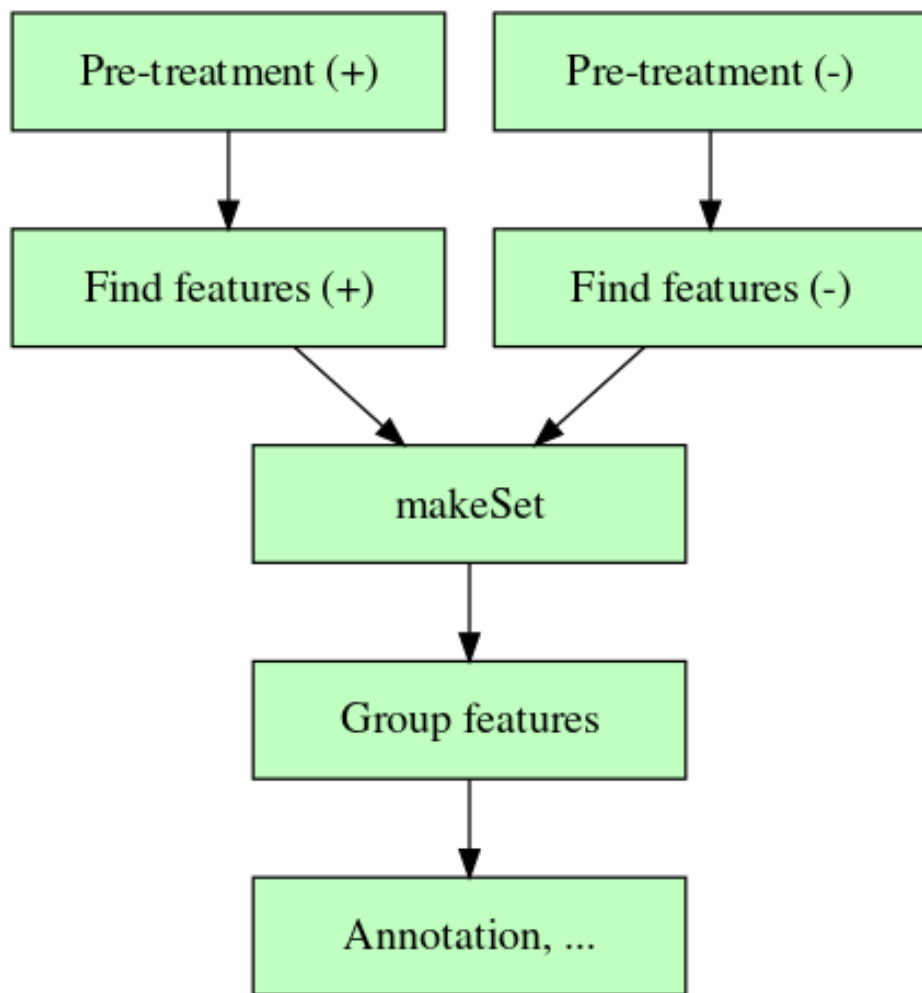 Pre-treatment (+)
Pre-treatment (-)
Find features (+)
Find features (-)
makeSet
Group features
Annotation, ...